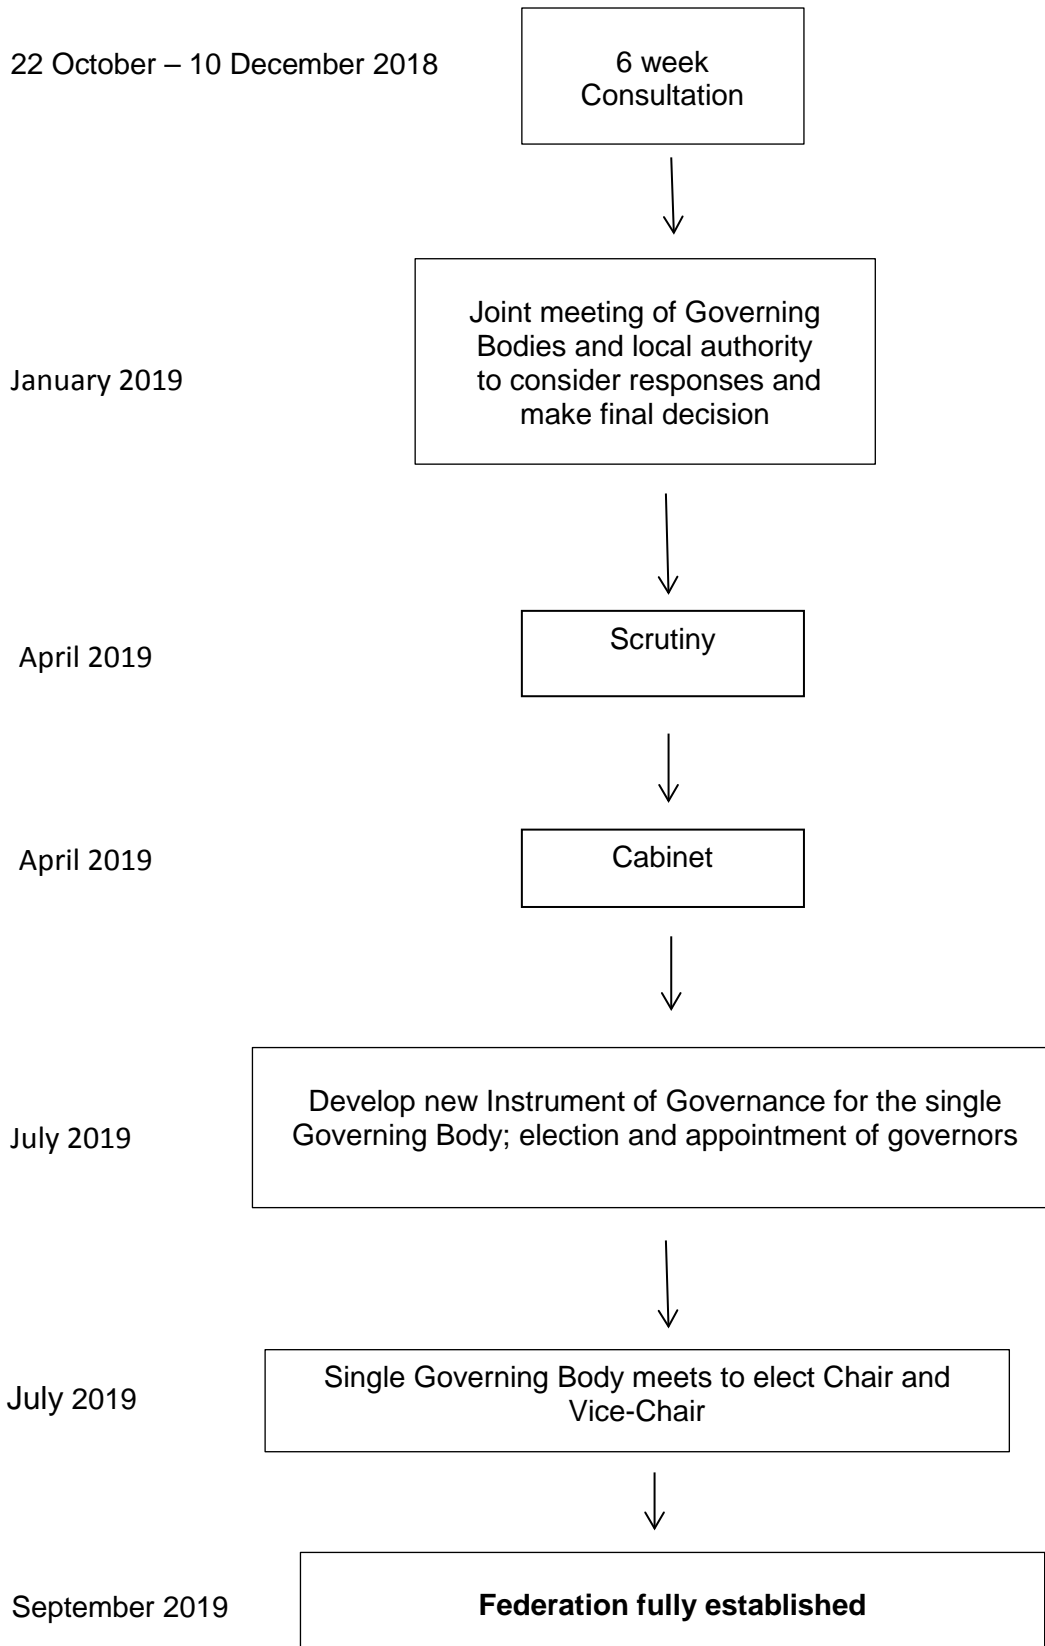 22 October – 10 December 2018
6 week
Consultation
January 2019
Joint meeting of Governing
Bodies and local authority
to consider responses and
make final decision
April 2019
Scrutiny
April 2019
Cabinet
July 2019
Develop new Instrument of Governance for the single
Governing Body; election and appointment of governors
July 2019
Single Governing Body meets to elect Chair and
Vice-Chair
September 2019
Federation fully established